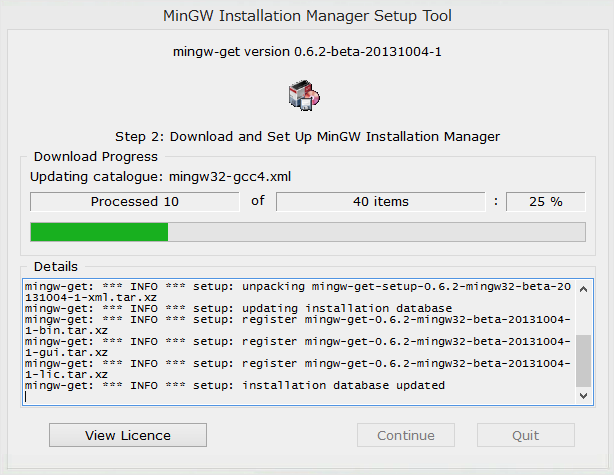 MinGW Installation Manager Setup Tool
mingw-get version 0.6.2-beta-20131004-1
Step 2: Download and Set Up MinGW Installation Manager
Download Progress
Updating catalogue: mingw32-gcc4.xml
Processed 10 of 40 items : 25 %
Details
mingw-get: *** INFO *** setup: unpacking mingw-get-setup-0.6.2-mingw32-beta-20
131004-1-xml.tar.xz
mingw-get: *** INFO *** setup: updating installation database
mingw-get: *** INFO *** setup: register mingw-get-0.6.2-mingw32-beta-20131004-
1-bin.tar.xz
mingw-get: *** INFO *** setup: register mingw-get-0.6.2-mingw32-beta-20131004-
1-gui.tar.xz
mingw-get: *** INFO *** setup: register mingw-get-0.6.2-mingw32-beta-20131004-
1-lic.tar.xz
mingw-get: *** INFO *** setup: installation database updated
View Licence Continue Quit